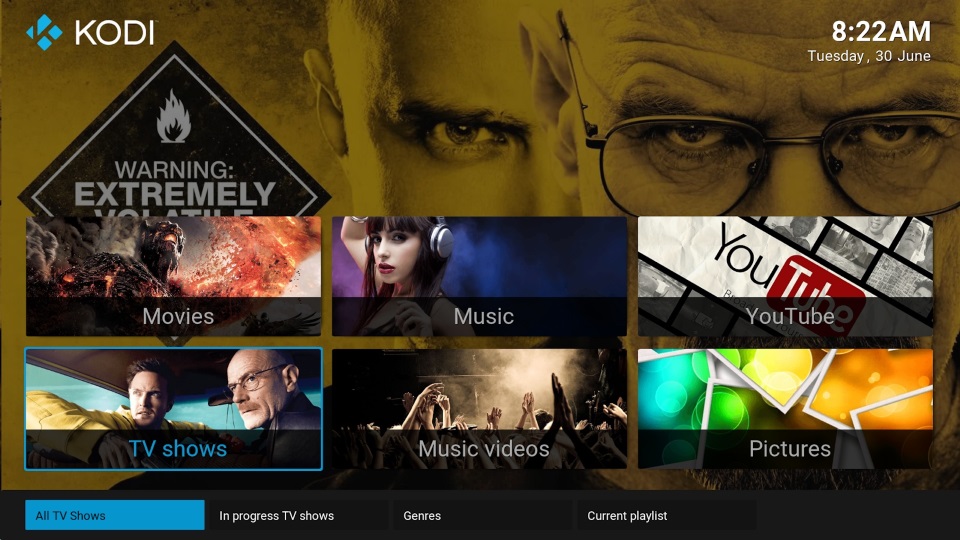 KODI
8:22AM
Tuesday, 30 June
WARNING:
EXTREMELY
VOLATILE
Movies
Music
YouTube
YouTube
TV shows
Music videos
Pictures
All TV Shows
In progress TV shows
Genres
Current playlist